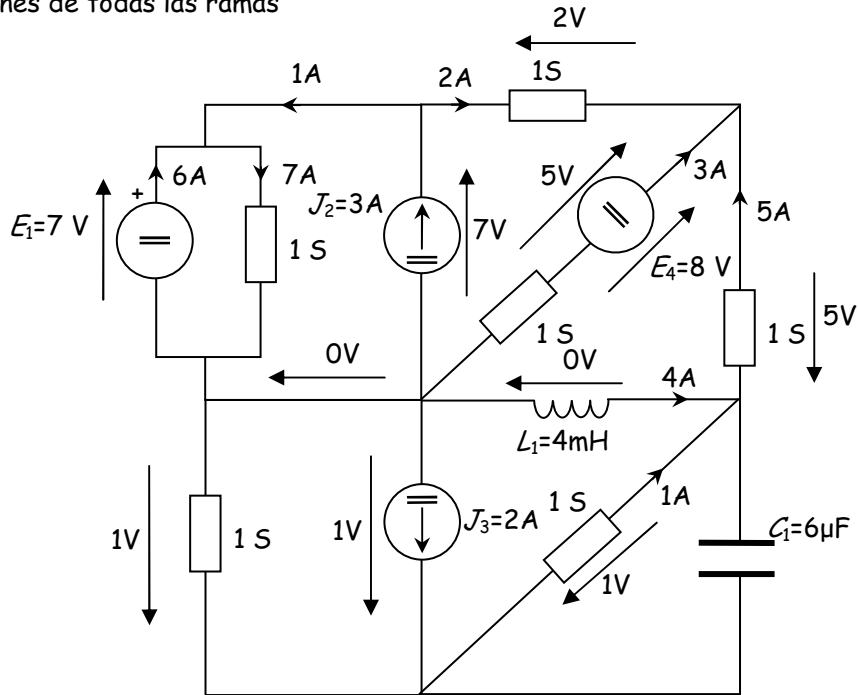 nes de todas las ramas
2V
1A
2A
1S
6A
7A
5V
3A
+
J2=3A
5A
E1=7 V
7V
1 S
E4=8 V
1 S
5V
1 S
0V
0V
4A
L1=4mH
1 S
1A
1V
1 S
1V
J3=2A
C1=6µF
1V